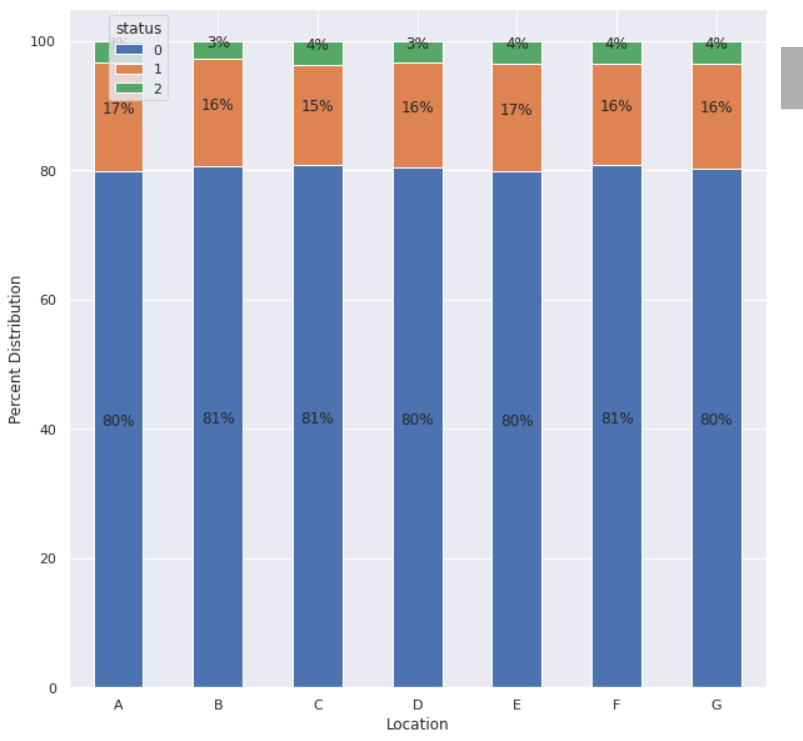 status
0
1
2
100
80
60
40
20
0
Percent Distribution
3% 4% 3% 4% 4% 4%
17% 16% 15% 16% 17% 16% 16%
80% 81% 81% 80% 80% 81% 80%
A B C D E F G
Location